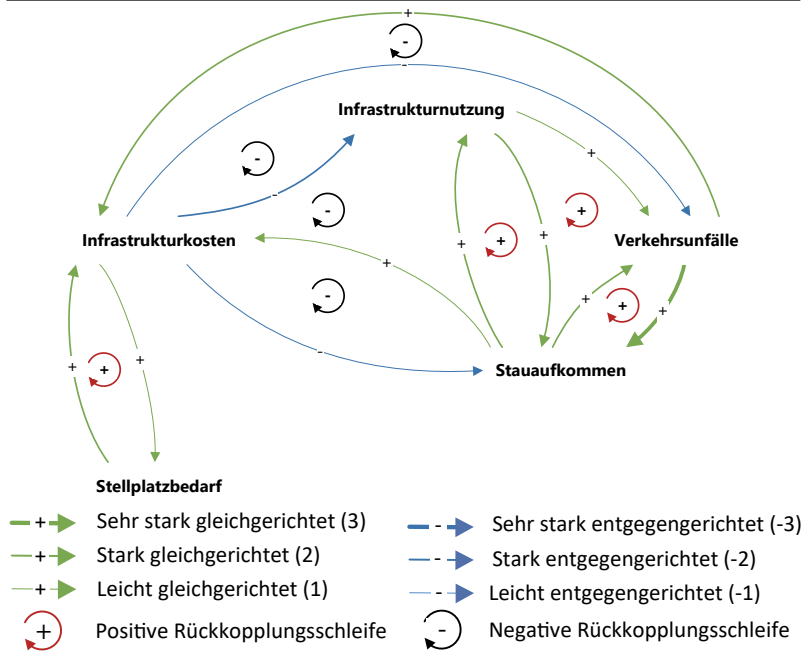 +
-
-
Infrastrukturnutzung
+
-
-
-
+
+
+
+
Infrastrukturkosten
Verkehrsunfälle
+
-
+
+
+
-
+
+
+
Stauaufkommen
Stellplatzbedarf
+ Sehr stark gleichgerichtet (3)
- Sehr stark entgegengerichtet (-3)
+ Stark gleichgerichtet (2)
- Stark entgegengerichtet (-2)
+ Leicht gleichgerichtet (1)
- Leicht entgegengerichtet (-1)
+ Positive Rückkopplungsschleife
- Negative Rückkopplungsschleife